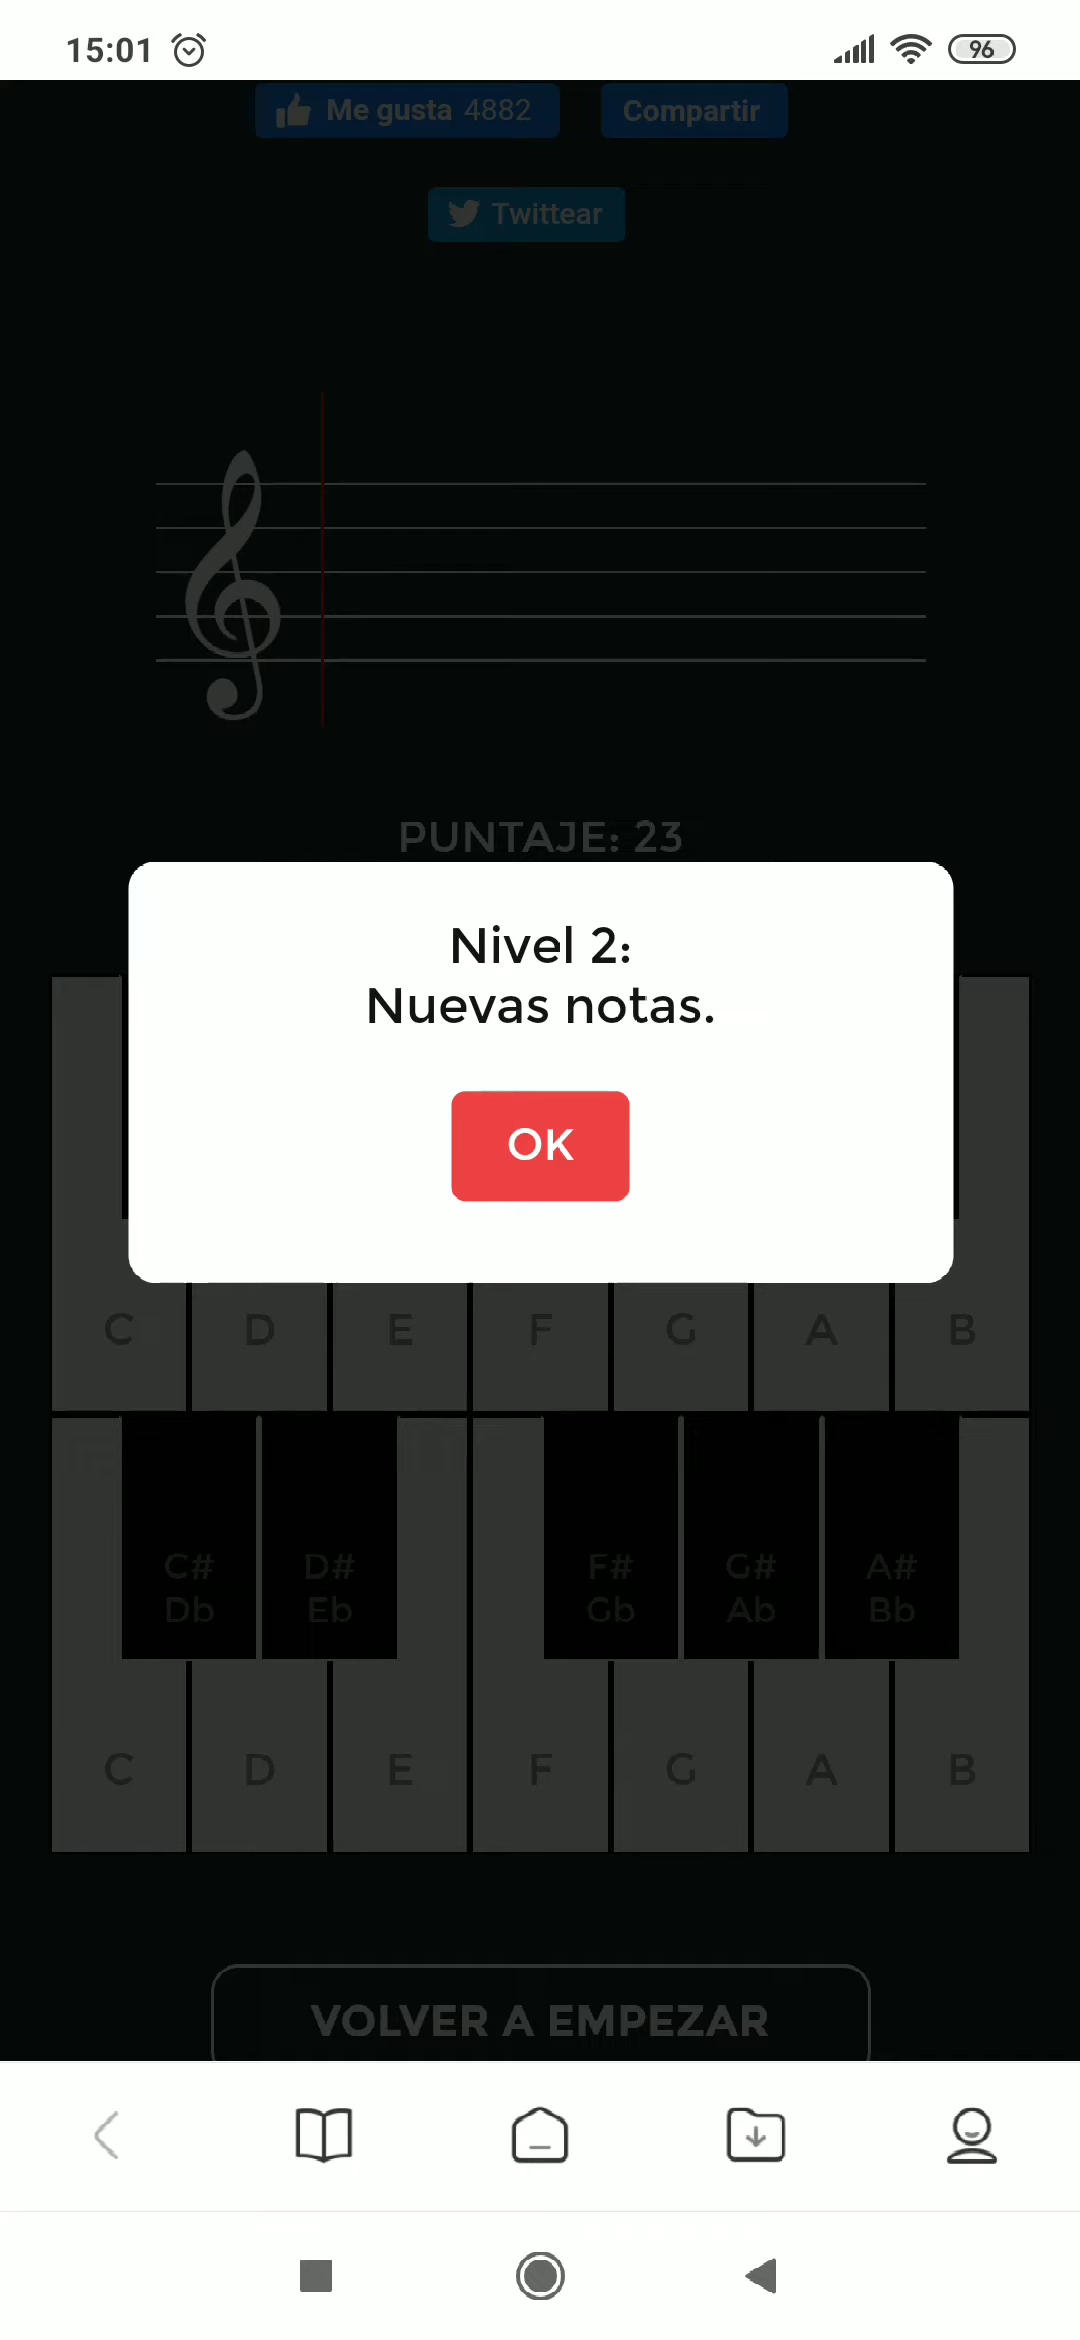 15:01 96
Me gusta 4882 Compartir
Twittear
PUNTAJE: 23
Nivel 2:
Nuevas notas.
OK
C D E F G A B
C# D# F# G# A#
Db Eb Gb Ab Bb
C D E F G A B
VOLVER A EMPEZAR